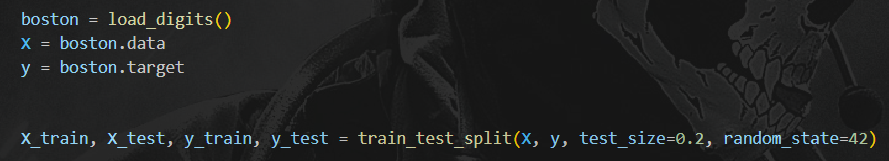 boston = load_digits()
X = boston.data
y = boston.target
X_train, X_test, y_train, y_test = train_test_split(X, y, test_size=0.2, random_state=42)